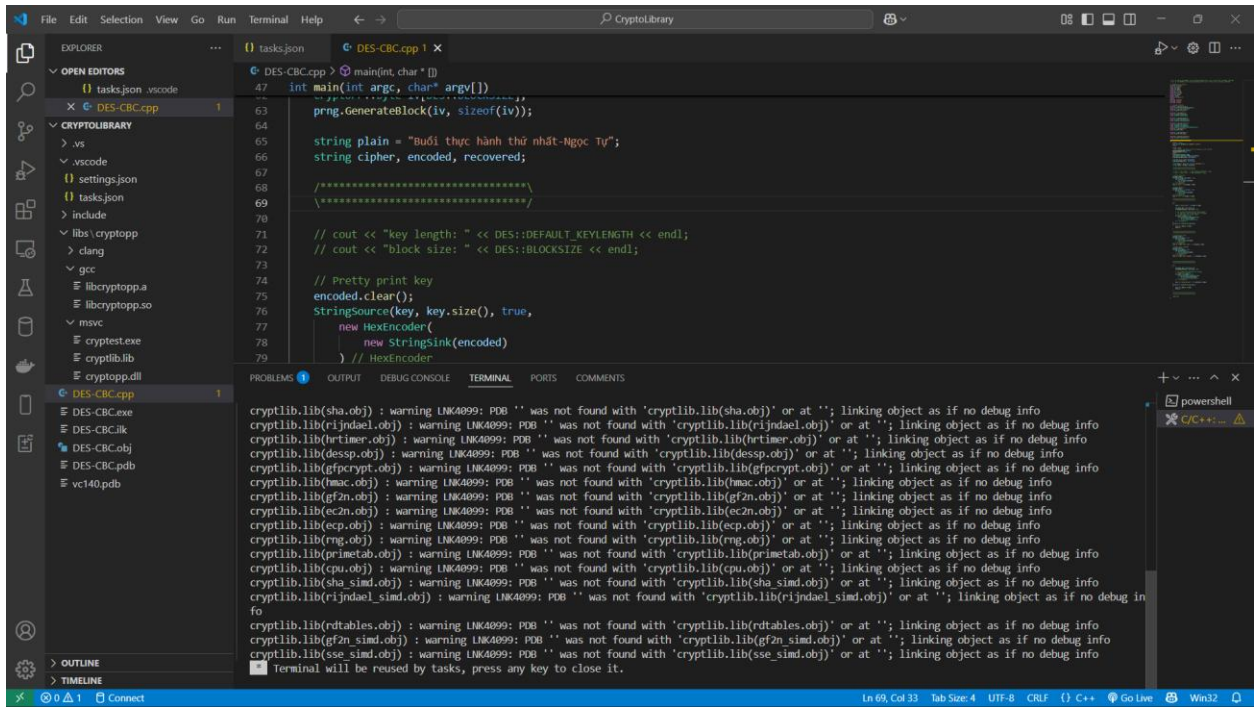 File Edit Selection View Go Run Terminal Help
CryptoLibrary
EXPLORER
OPEN EDITORS
{} tasks.json .vscode
DES-CBC.cpp 1
CRYPTOLIBRARY
.vs
.vscode
{} settings.json
{} tasks.json
include
libs\cryptopp
clang
gcc
libcryptopp.a
libcryptopp.so
msvc
cryptest.exe
cryptlib.lib
cryptopp.dll
DES-CBC.cpp 1
DES-CBC.exe
DES-CBC.ilk
DES-CBC.obj
DES-CBC.pdb
vc140.pdb
OUTLINE
TIMELINE
{} tasks.json DES-CBC.cpp 1
DES-CBC.cpp > main(int, char * [])
47 int main(int argc, char* argv[])
63 prng.GenerateBlock(iv, sizeof(iv));
64
65 string plain = "Buổi thực hành thứ nhất-Ngọc Tự";
66 string cipher, encoded, recovered;
67
68 /*********************************\
69 \*********************************/
70
71 // cout << "key length: " << DES::DEFAULT_KEYLENGTH << endl;
72 // cout << "block size: " << DES::BLOCKSIZE << endl;
73
74 // Pretty print key
75 encoded.clear();
76 StringSource(key, key.size(), true,
77 new HexEncoder(
78 new StringSink(encoded)
79 ) // HexEncoder
PROBLEMS 1 OUTPUT DEBUG CONSOLE TERMINAL PORTS COMMENTS
cryptlib.lib(sha.obj) : warning LNK4099: PDB '' was not found with 'cryptlib.lib(sha.obj)' or at ''; linking object as if no debug info
cryptlib.lib(rijndael.obj) : warning LNK4099: PDB '' was not found with 'cryptlib.lib(rijndael.obj)' or at ''; linking object as if no debug info
cryptlib.lib(hrtimer.obj) : warning LNK4099: PDB '' was not found with 'cryptlib.lib(hrtimer.obj)' or at ''; linking object as if no debug info
cryptlib.lib(dessp.obj) : warning LNK4099: PDB '' was not found with 'cryptlib.lib(dessp.obj)' or at ''; linking object as if no debug info
cryptlib.lib(gfpcrypt.obj) : warning LNK4099: PDB '' was not found with 'cryptlib.lib(gfpcrypt.obj)' or at ''; linking object as if no debug info
cryptlib.lib(hmac.obj) : warning LNK4099: PDB '' was not found with 'cryptlib.lib(hmac.obj)' or at ''; linking object as if no debug info
cryptlib.lib(gf2n.obj) : warning LNK4099: PDB '' was not found with 'cryptlib.lib(gf2n.obj)' or at ''; linking object as if no debug info
cryptlib.lib(ec2n.obj) : warning LNK4099: PDB '' was not found with 'cryptlib.lib(ec2n.obj)' or at ''; linking object as if no debug info
cryptlib.lib(ecp.obj) : warning LNK4099: PDB '' was not found with 'cryptlib.lib(ecp.obj)' or at ''; linking object as if no debug info
cryptlib.lib(rng.obj) : warning LNK4099: PDB '' was not found with 'cryptlib.lib(rng.obj)' or at ''; linking object as if no debug info
cryptlib.lib(primetab.obj) : warning LNK4099: PDB '' was not found with 'cryptlib.lib(primetab.obj)' or at ''; linking object as if no debug info
cryptlib.lib(cpu.obj) : warning LNK4099: PDB '' was not found with 'cryptlib.lib(cpu.obj)' or at ''; linking object as if no debug info
cryptlib.lib(sha_simd.obj) : warning LNK4099: PDB '' was not found with 'cryptlib.lib(sha_simd.obj)' or at ''; linking object as if no debug info
cryptlib.lib(rijndael_simd.obj) : warning LNK4099: PDB '' was not found with 'cryptlib.lib(rijndael_simd.obj)' or at ''; linking object as if no debug in
fo
cryptlib.lib(rdtables.obj) : warning LNK4099: PDB '' was not found with 'cryptlib.lib(rdtables.obj)' or at ''; linking object as if no debug info
cryptlib.lib(gf2n_simd.obj) : warning LNK4099: PDB '' was not found with 'cryptlib.lib(gf2n_simd.obj)' or at ''; linking object as if no debug info
cryptlib.lib(sse_simd.obj) : warning LNK4099: PDB '' was not found with 'cryptlib.lib(sse_simd.obj)' or at ''; linking object as if no debug info
* Terminal will be reused by tasks, press any key to close it.
powershell
C/C++: ...
0 1 Connect
Ln 69, Col 33 Tab Size: 4 UTF-8 CRLF {} C++ Go Live Win32